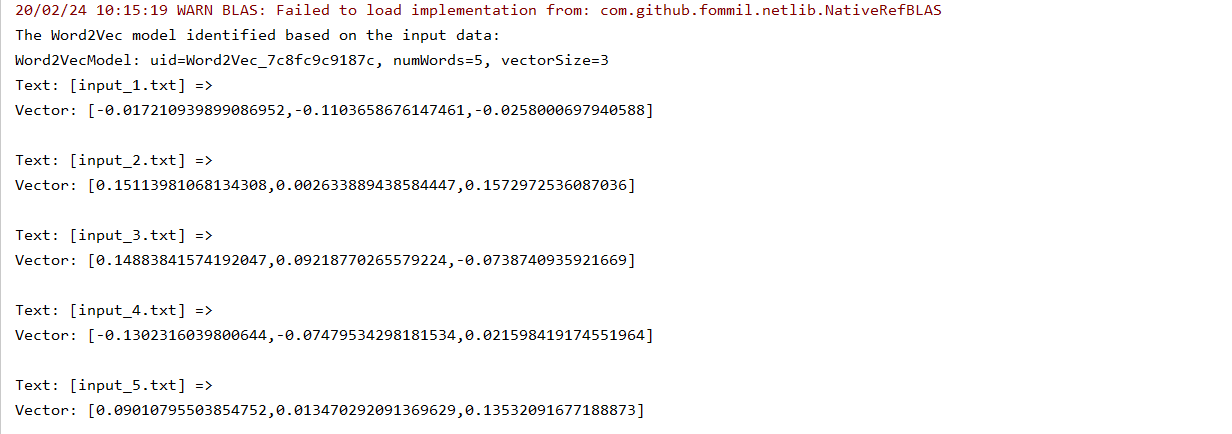 20/02/24 10:15:19 WARN BLAS: Failed to load implementation from: com.github.fommil.netlib.NativeRefBLAS
The Word2Vec model identified based on the input data:
Word2VecModel: uid=Word2Vec_7c8fc9c9187c, numWords=5, vectorSize=3
Text: [input_1.txt] =>
Vector: [-0.017210939899086952,-0.1103658676147461,-0.0258000697940588]
Text: [input_2.txt] =>
Vector: [0.15113981068134308,0.002633889438584447,0.1572972536087036]
Text: [input_3.txt] =>
Vector: [0.14883841574192047,0.09218770265579224,-0.0738740935921669]
Text: [input_4.txt] =>
Vector: [-0.1302316039800644,-0.07479534298181534,0.021598419174551964]
Text: [input_5.txt] =>
Vector: [0.09010795503854752,0.013470292091369629,0.13532091677188873]